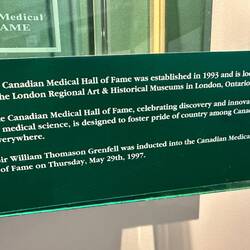 Medical
AME
Canadian Medical Hall of Fame was established in 1993 and is loc
he London Regional Art & Historical Museums in London, Ontario
e Canadian Medical Hall of Fame, celebrating discovery and innova
medical science, is designed to foster pride of country among Cana
verywhere.
ir William Thomason Grenfell was inducted into the Canadian Medica
of Fame on Thursday, May 29th, 1997.